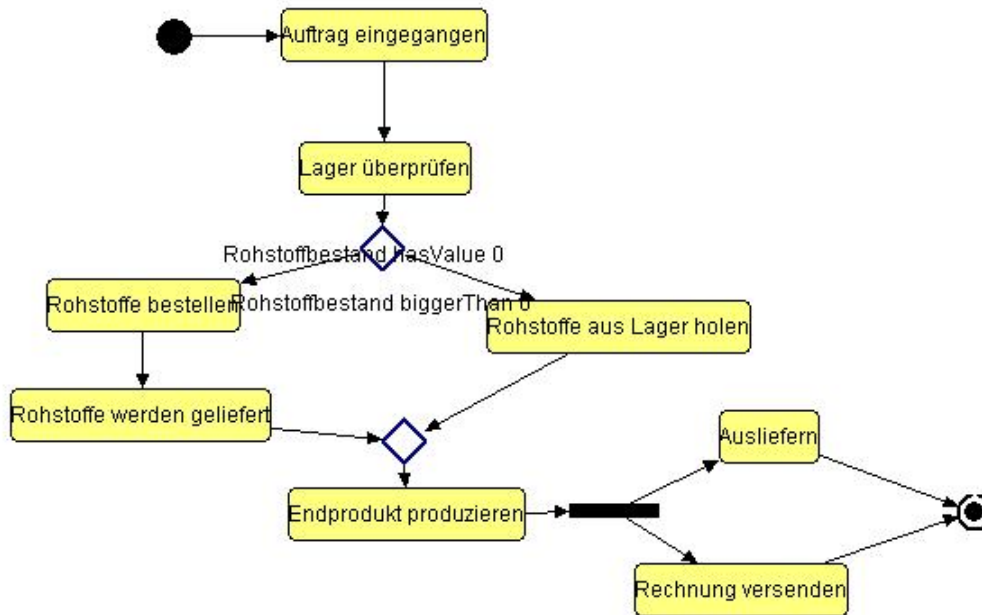 Auftrag eingegangen
Lager überprüfen
Rohstoffbestand hasValue 0
Rohstoffe bestellen
Rohstoffbestand biggerThan 0
Rohstoffe aus Lager holen
Rohstoffe werden geliefert
Ausliefern
Endprodukt produzieren
Rechnung versenden